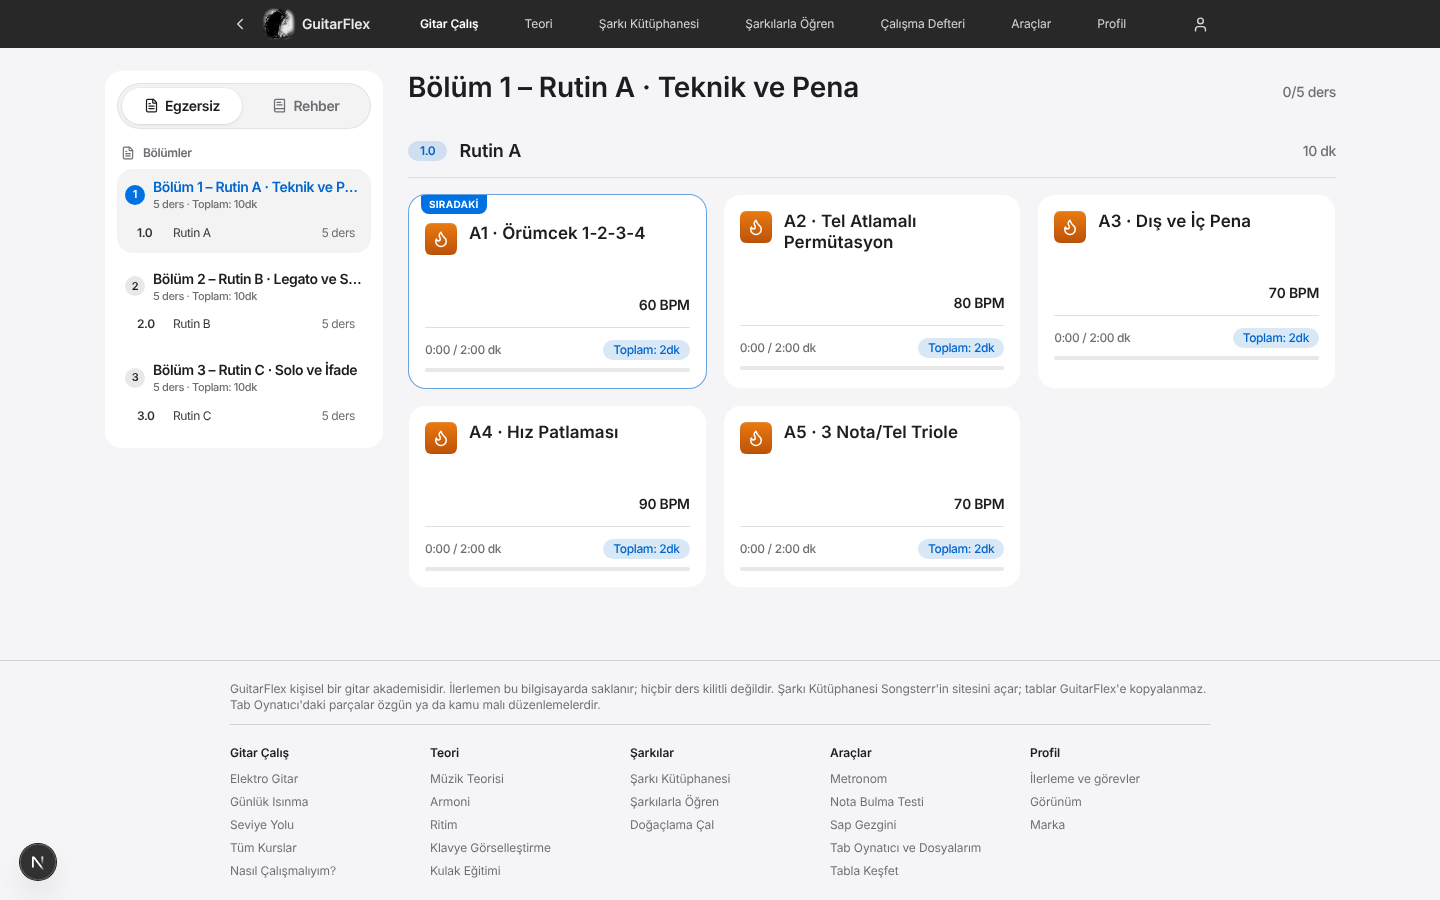 GuitarFlex
Gitar Çalış
Teori
Şarkı Kütüphanesi
Şarkılarla Öğren
Çalışma Defteri
Araçlar
Profil
Egzersiz
Rehber
Bölümler
1
Bölüm 1 – Rutin A · Teknik ve P...
5 ders · Toplam: 10dk
1.0 Rutin A 5 ders
2
Bölüm 2 – Rutin B · Legato ve S...
5 ders · Toplam: 10dk
2.0 Rutin B 5 ders
3
Bölüm 3 – Rutin C · Solo ve İfade
5 ders · Toplam: 10dk
3.0 Rutin C 5 ders
Bölüm 1 – Rutin A · Teknik ve Pena
0/5 ders
1.0 Rutin A
10 dk
SIRADAKİ
A1 · Örümcek 1-2-3-4
60 BPM
0:00 / 2:00 dk
Toplam: 2dk
A2 · Tel Atlamalı
Permütasyon
80 BPM
0:00 / 2:00 dk
Toplam: 2dk
A3 · Dış ve İç Pena
70 BPM
0:00 / 2:00 dk
Toplam: 2dk
A4 · Hız Patlaması
90 BPM
0:00 / 2:00 dk
Toplam: 2dk
A5 · 3 Nota/Tel Triole
70 BPM
0:00 / 2:00 dk
Toplam: 2dk
GuitarFlex kişisel bir gitar akademisidir. İlerlemen bu bilgisayarda saklanır; hiçbir ders kilitli değildir. Şarkı Kütüphanesi Songsterr'in sitesini açar; tablar GuitarFlex'e kopyalanmaz.
Tab Oynatıcı'daki parçalar özgün ya da kamu malı düzenlemelerdir.
Gitar Çalış
Elektro Gitar
Günlük Isınma
Seviye Yolu
Tüm Kurslar
Nasıl Çalışmalıyım?
Teori
Müzik Teorisi
Armoni
Ritim
Klavye Görselleştirme
Kulak Eğitimi
Şarkılar
Şarkı Kütüphanesi
Şarkılarla Öğren
Doğaçlama Çal
Araçlar
Metronom
Nota Bulma Testi
Sap Gezgini
Tab Oynatıcı ve Dosyalarım
Tabla Keşfet
Profil
İlerleme ve görevler
Görünüm
Marka
N